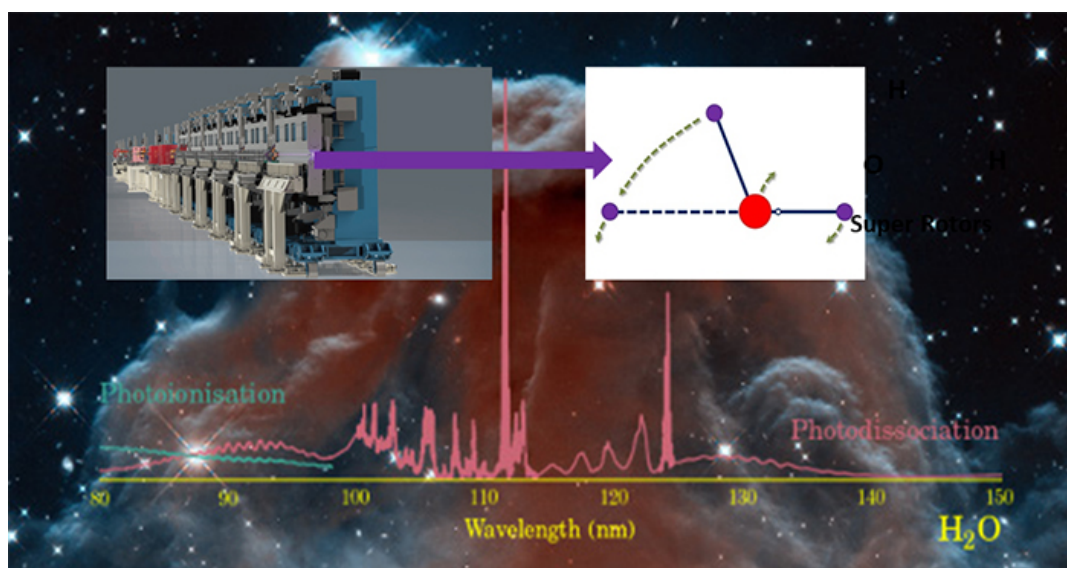 H
O
H
Super Rotors
Photoionisation
Photodissociation
80 90 100 110 120 130 140 150
Wavelength (nm)
H₂O